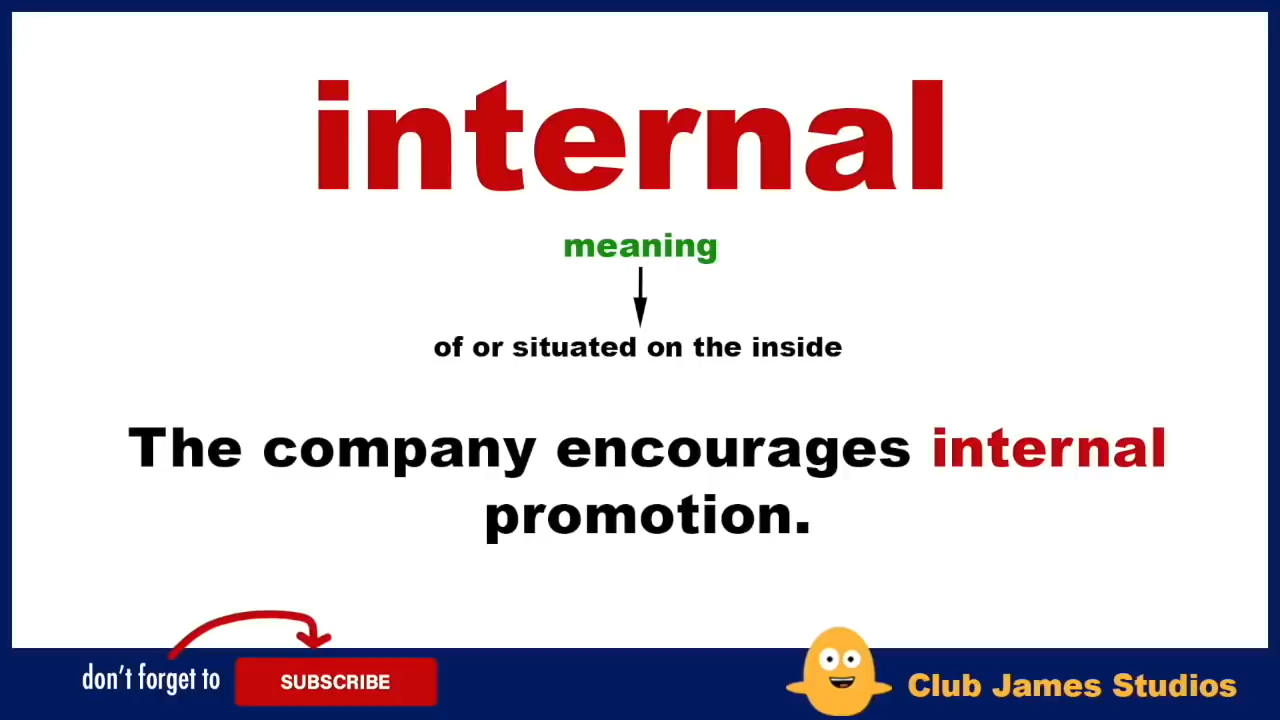 internal
meaning
of or situated on the inside
The company encourages internal
promotion.
don't forget to
SUBSCRIBE
Club James Studios